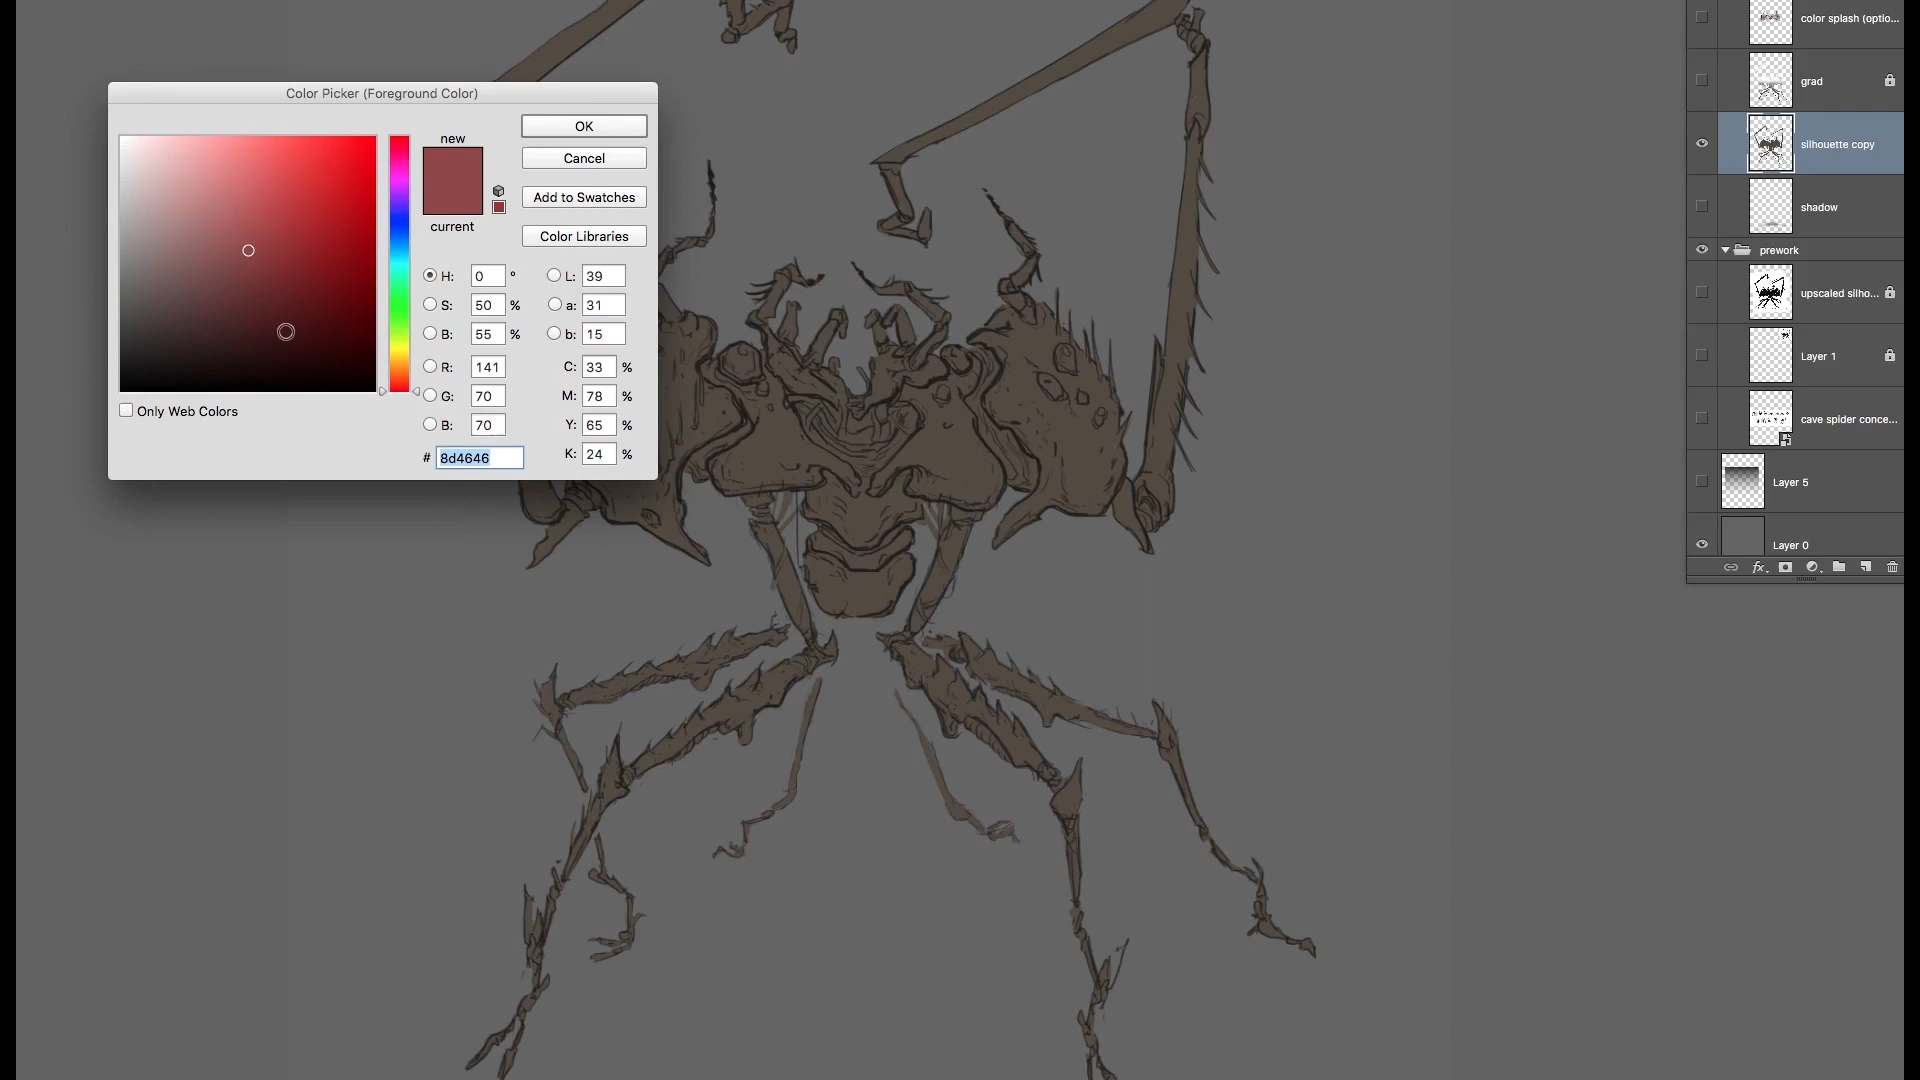 color splash (optio...
grad
silhouette copy
shadow
prework
upscaled silho...
Layer 1
cave spider conce...
Layer 5
Layer 0
fx
Color Picker (Foreground Color)
new
current
OK
Cancel
Add to Swatches
Color Libraries
H: 0 °
L: 39
S: 50 %
a: 31
B: 55 %
b: 15
R: 141
C: 33 %
G: 70
M: 78 %
B: 70
Y: 65 %
# 8d4646
K: 24 %
Only Web Colors